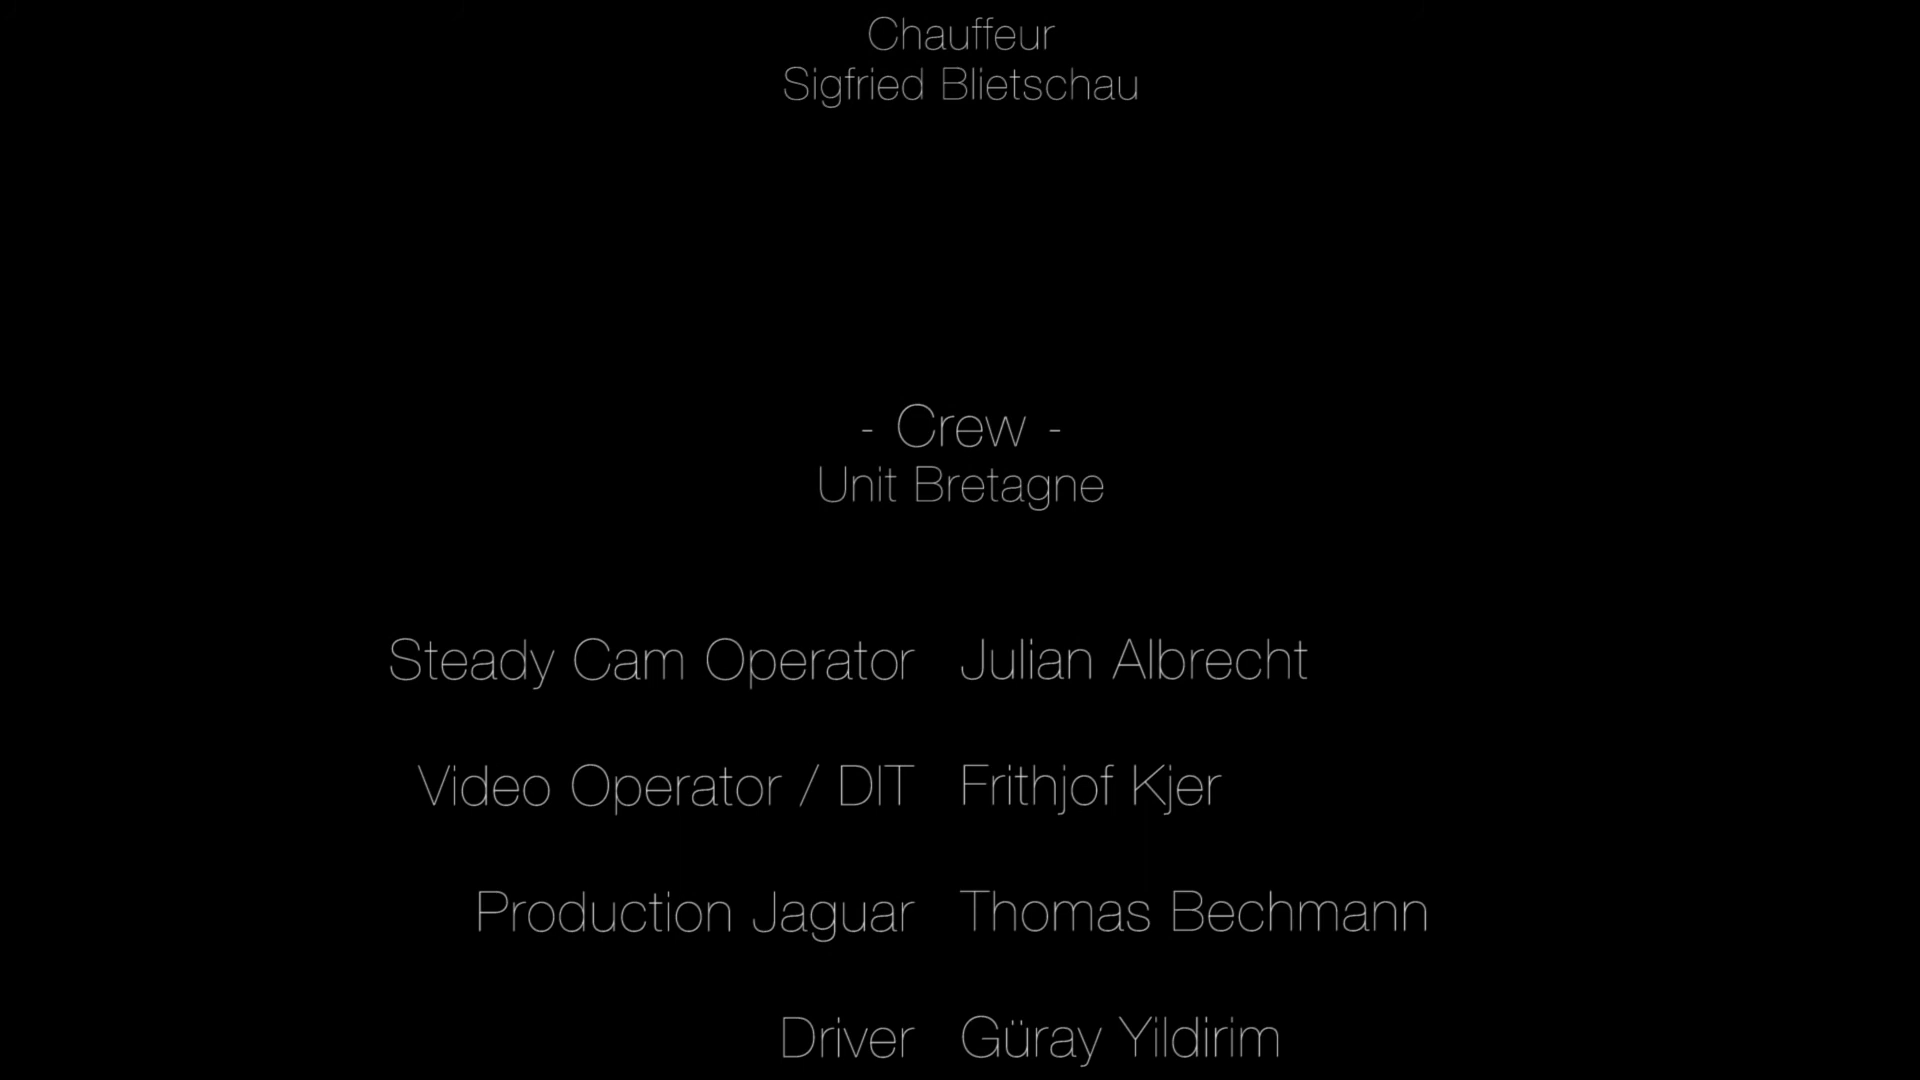 Chauffeur
Sigfried Blietschau
- Crew -
Unit Bretagne
Steady Cam Operator Julian Albrecht
Video Operator / DIT Frithjof Kjer
Production Jaguar Thomas Bechmann
Driver Güray Yildirim